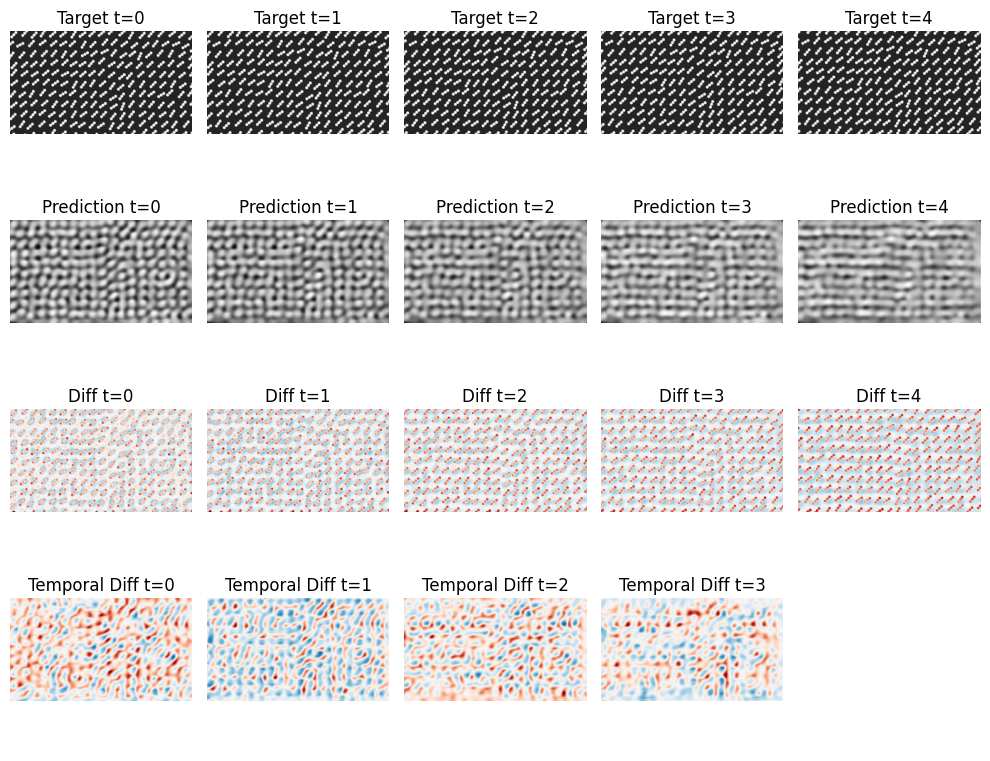 Target t=0 Target t=1 Target t=2 Target t=3 Target t=4
Prediction t=0 Prediction t=1 Prediction t=2 Prediction t=3 Prediction t=4
Diff t=0 Diff t=1 Diff t=2 Diff t=3 Diff t=4
Temporal Diff t=0 Temporal Diff t=1 Temporal Diff t=2 Temporal Diff t=3